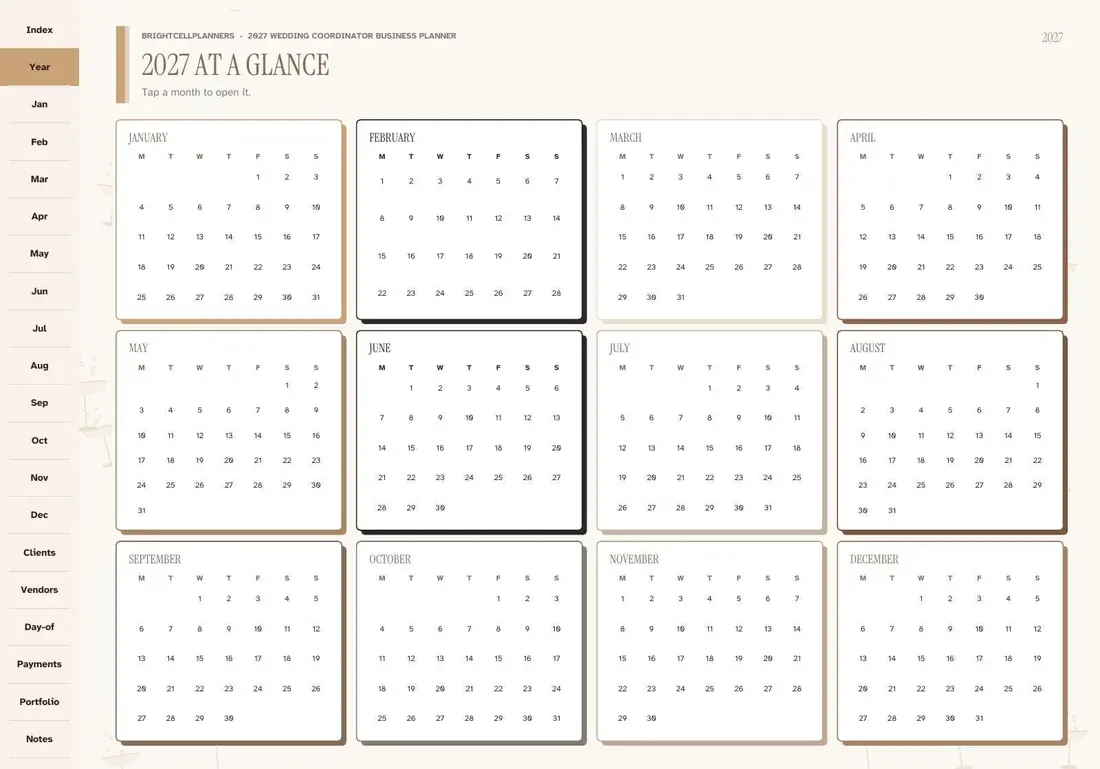 Index
Year
Jan
Feb
Mar
Apr
May
Jun
Jul
Aug
Sep
Oct
Nov
Dec
Clients
Vendors
Day-of
Payments
Portfolio
Notes
BRIGHTCELLPLANNERS • 2027 WEDDING COORDINATOR BUSINESS PLANNER
2027
2027 AT A GLANCE
Tap a month to open it.
JANUARY
M T W T F S S
1 2 3
4 5 6 7 8 9 10
11 12 13 14 15 16 17
18 19 20 21 22 23 24
25 26 27 28 29 30 31
FEBRUARY
M T W T F S S
1 2 3 4 5 6 7
8 9 10 11 12 13 14
15 16 17 18 19 20 21
22 23 24 25 26 27 28
MARCH
M T W T F S S
1 2 3 4 5 6 7
8 9 10 11 12 13 14
15 16 17 18 19 20 21
22 23 24 25 26 27 28
29 30 31
APRIL
M T W T F S S
1 2 3 4
5 6 7 8 9 10 11
12 13 14 15 16 17 18
19 20 21 22 23 24 25
26 27 28 29 30
MAY
M T W T F S S
1 2
3 4 5 6 7 8 9
10 11 12 13 14 15 16
17 18 19 20 21 22 23
24 25 26 27 28 29 30
31
JUNE
M T W T F S S
1 2 3 4 5 6
7 8 9 10 11 12 13
14 15 16 17 18 19 20
21 22 23 24 25 26 27
28 29 30
JULY
M T W T F S S
1 2 3 4
5 6 7 8 9 10 11
12 13 14 15 16 17 18
19 20 21 22 23 24 25
26 27 28 29 30 31
AUGUST
M T W T F S S
1
2 3 4 5 6 7 8
9 10 11 12 13 14 15
16 17 18 19 20 21 22
23 24 25 26 27 28 29
30 31
SEPTEMBER
M T W T F S S
1 2 3 4 5
6 7 8 9 10 11 12
13 14 15 16 17 18 19
20 21 22 23 24 25 26
27 28 29 30
OCTOBER
M T W T F S S
1 2 3
4 5 6 7 8 9 10
11 12 13 14 15 16 17
18 19 20 21 22 23 24
25 26 27 28 29 30 31
NOVEMBER
M T W T F S S
1 2 3 4 5 6 7
8 9 10 11 12 13 14
15 16 17 18 19 20 21
22 23 24 25 26 27 28
29 30
DECEMBER
M T W T F S S
1 2 3 4 5
6 7 8 9 10 11 12
13 14 15 16 17 18 19
20 21 22 23 24 25 26
27 28 29 30 31